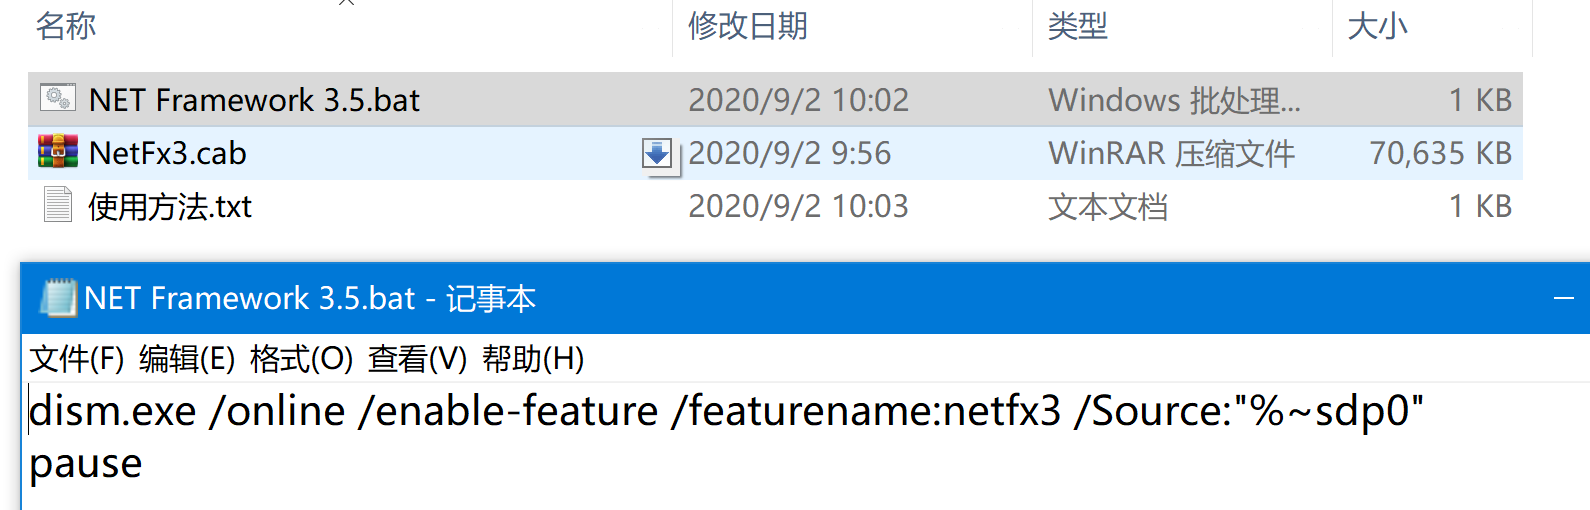 名称 修改日期 类型 大小
NET Framework 3.5.bat 2020/9/2 10:02 Windows 批处理... 1 KB
NetFx3.cab 2020/9/2 9:56 WinRAR 压缩文件 70,635 KB
使用方法.txt 2020/9/2 10:03 文本文档 1 KB
NET Framework 3.5.bat - 记事本
文件(F) 编辑(E) 格式(O) 查看(V) 帮助(H)
dism.exe /online /enable-feature /featurename:netfx3 /Source:"%~sdp0"
pause